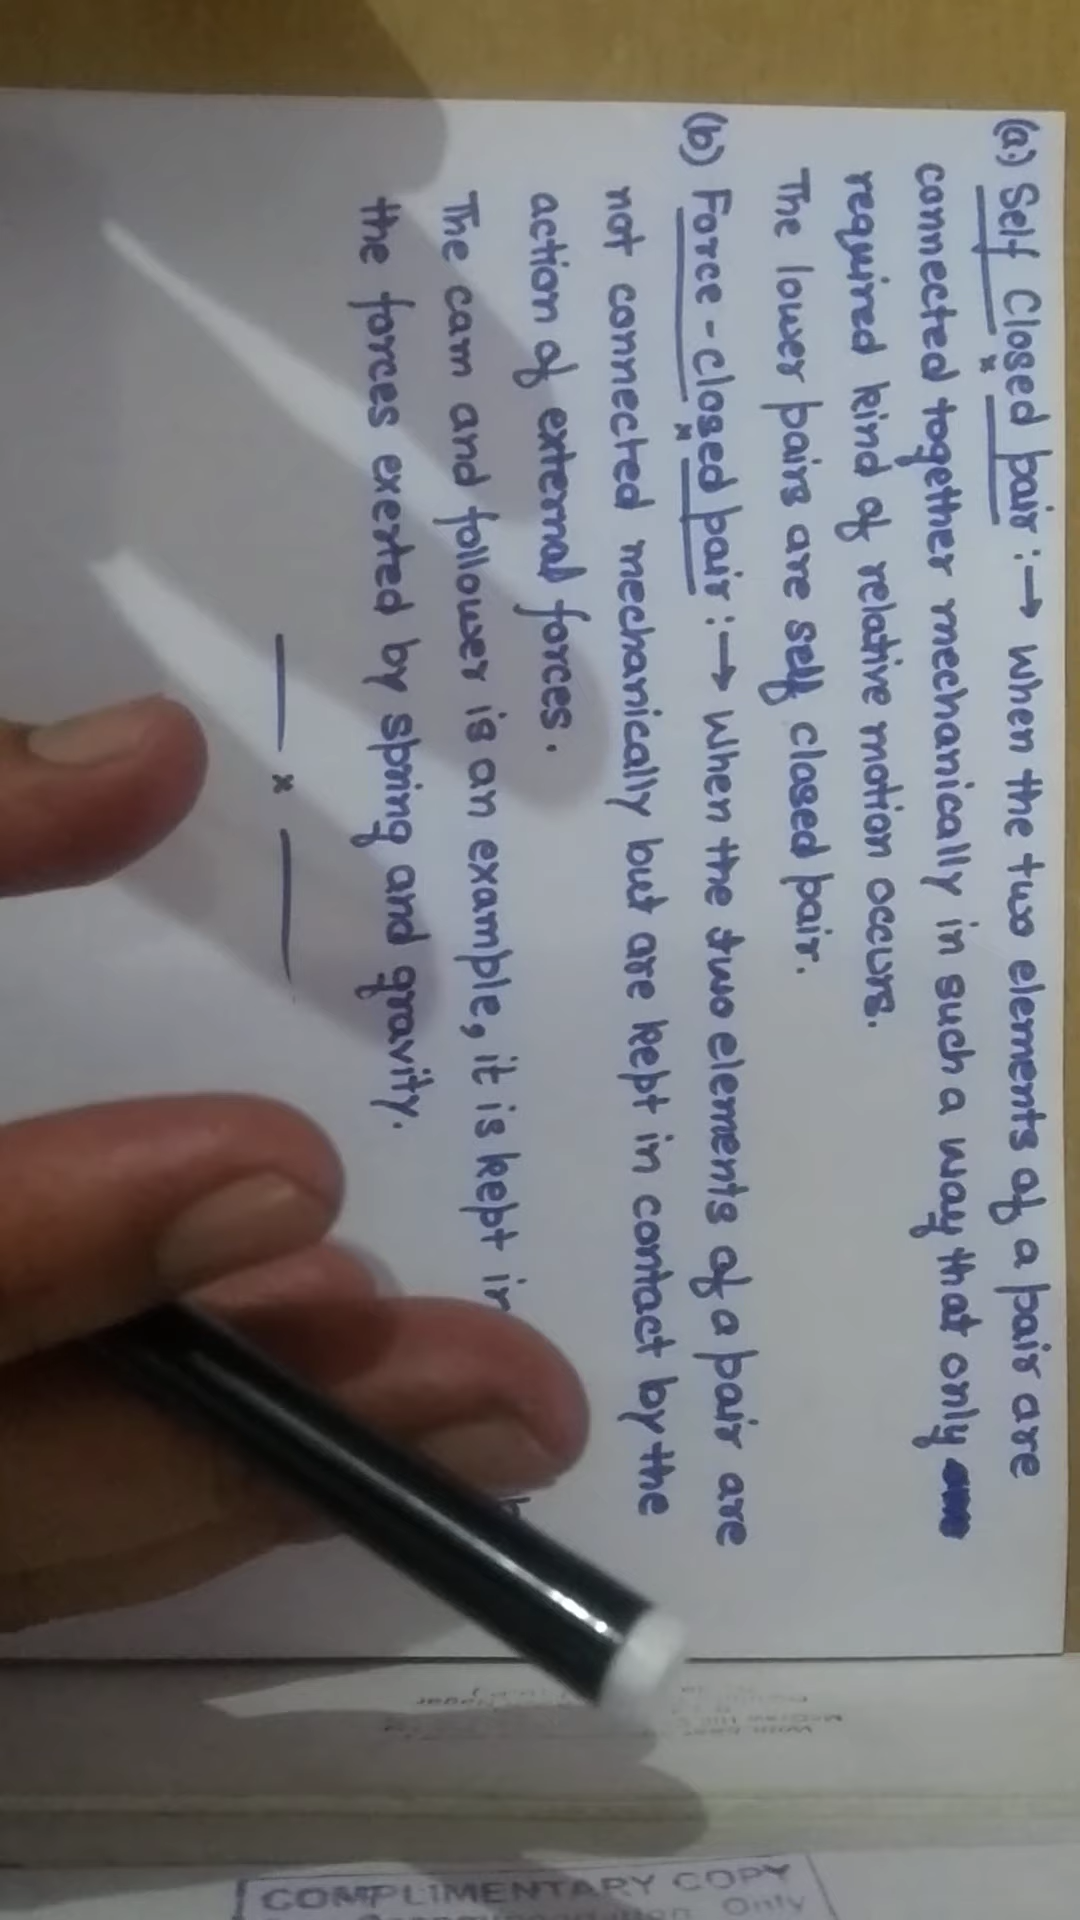 (a.) Self Closed pair :→ when the two elements of a pair are
connected together mechanically in such a way that only
required kind of relative motion occurs.
The lower pairs are self closed pair.
(b) Force-closed pair :→ when the two elements of a pair are
not connected mechanically but are kept in contact by the
action of external forces.
The cam and follower is an example, it is kept
the forces exerted by spring and gravity.
COMPLIMENTARY COPY
Only